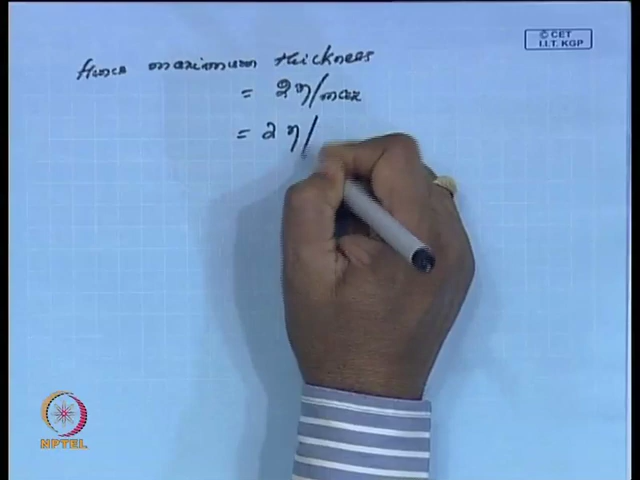 © CET
I.I.T. KGP
Hence maximum thickness
= 2η/max
= 2η/
NPTEL